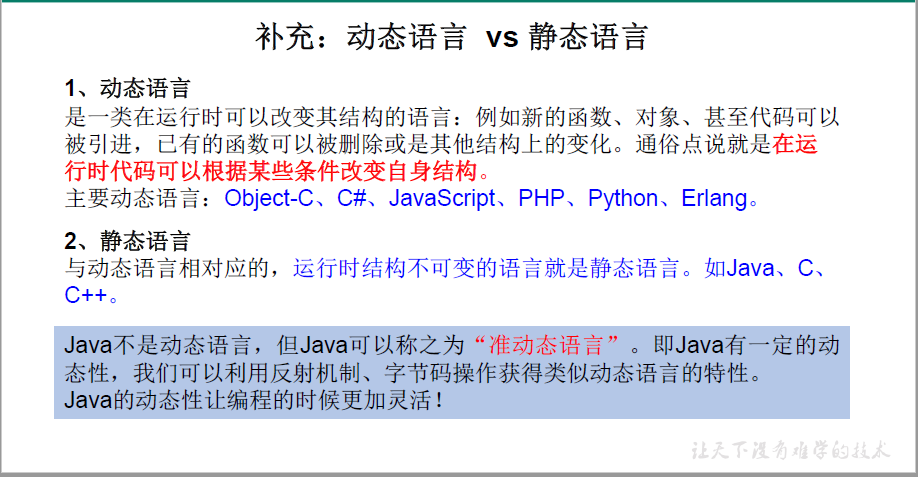 补充：动态语言 vs 静态语言
1、动态语言
是一类在运行时可以改变其结构的语言：例如新的函数、对象、甚至代码可以
被引进，已有的函数可以被删除或是其他结构上的变化。通俗点说就是在运
行时代码可以根据某些条件改变自身结构。
主要动态语言：Object-C、C#、JavaScript、PHP、Python、Erlang。
2、静态语言
与动态语言相对应的，运行时结构不可变的语言就是静态语言。如Java、C、
C++。
Java不是动态语言，但Java可以称之为“准动态语言”。即Java有一定的动
态性，我们可以利用反射机制、字节码操作获得类似动态语言的特性。
Java的动态性让编程的时候更加灵活！
让天下没有难学的技术